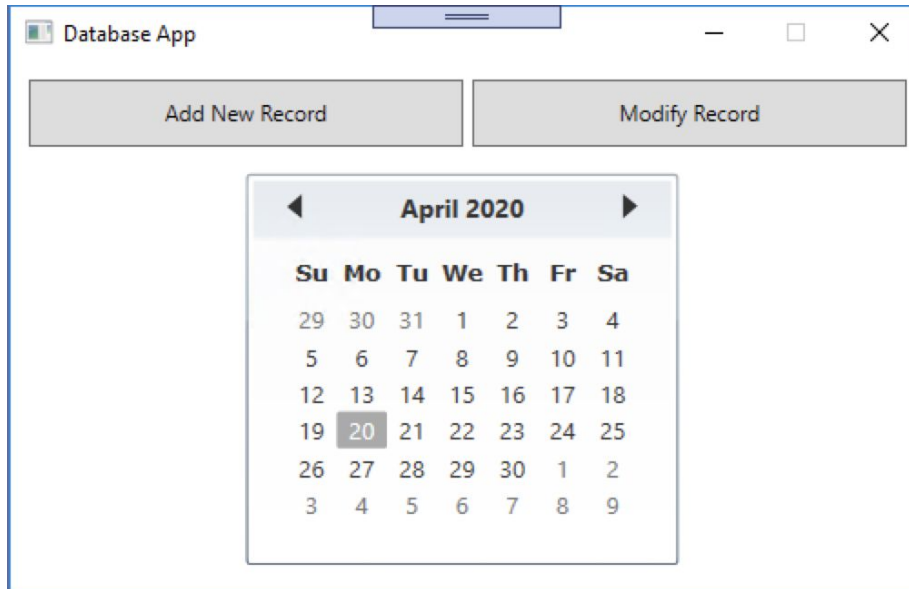 Database App
Add New Record Modify Record
April 2020
Su Mo Tu We Th Fr Sa
29 30 31 1 2 3 4
5 6 7 8 9 10 11
12 13 14 15 16 17 18
19 20 21 22 23 24 25
26 27 28 29 30 1 2
3 4 5 6 7 8 9